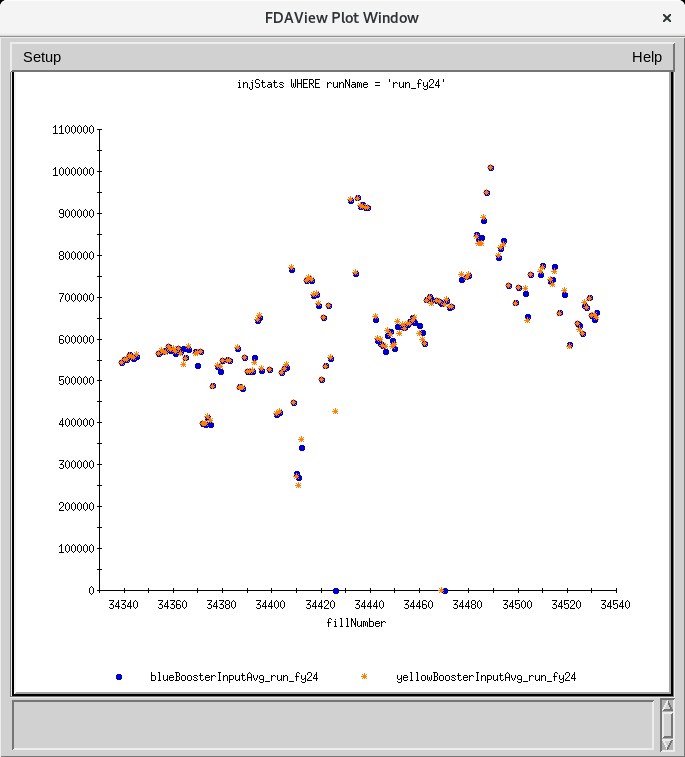 FDAView Plot Window ×
Setup Help
injStats WHERE runName = 'run_fy24'
1100000
1000000
900000
800000
700000
600000
500000
400000
300000
200000
100000
0
34340 34360 34380 34400 34420 34440 34460 34480 34500 34520 34540
fillNumber
blueBoosterInputAvg_run_fy24 yellowBoosterInputAvg_run_fy24